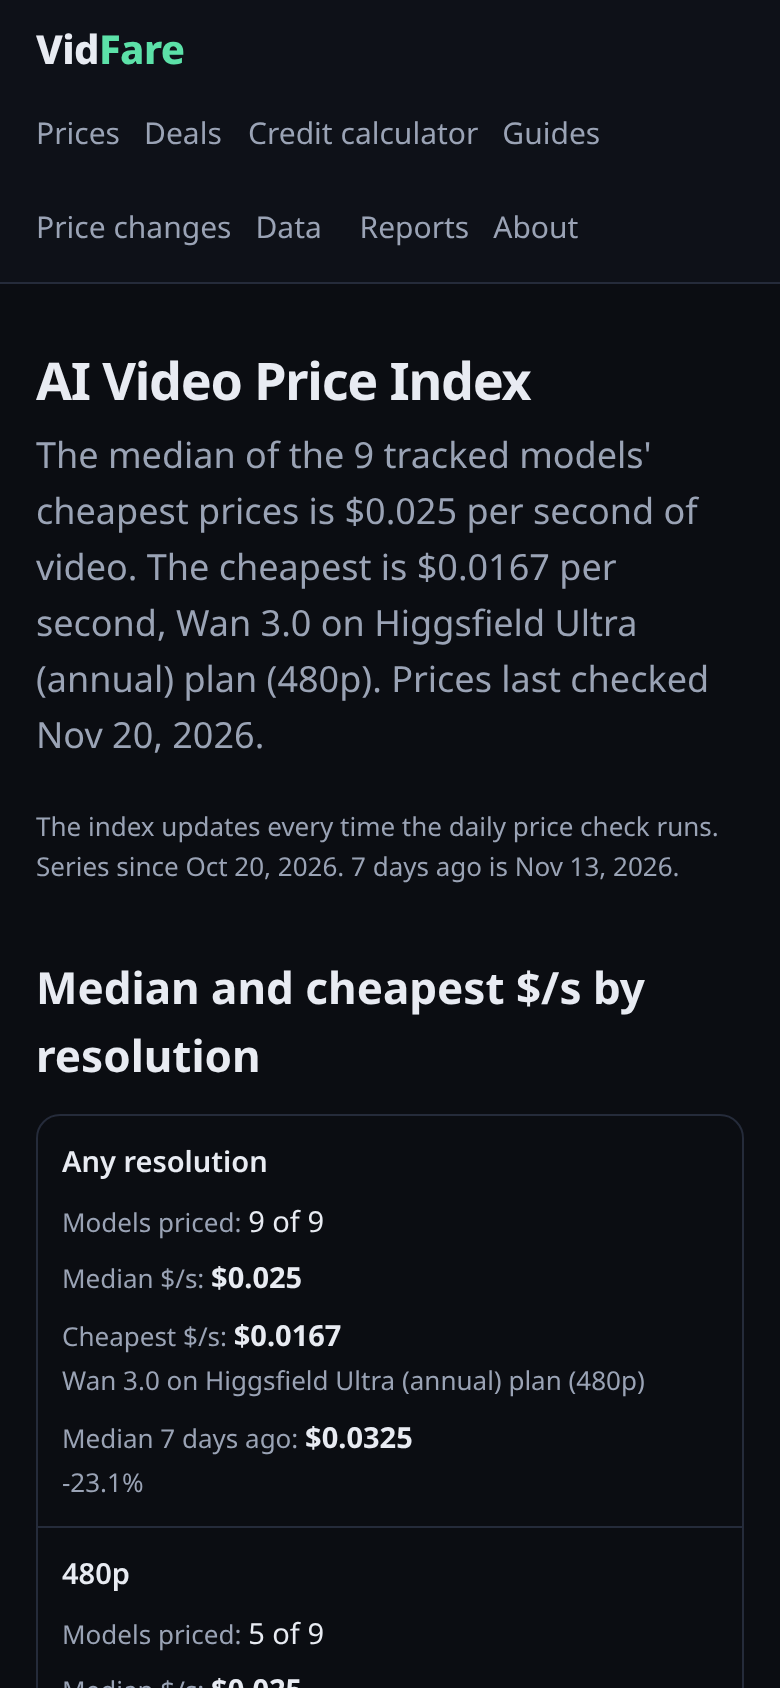 VidFare
Prices Deals Credit calculator Guides
Price changes Data Reports About
AI Video Price Index
The median of the 9 tracked models'
cheapest prices is $0.025 per second of
video. The cheapest is $0.0167 per
second, Wan 3.0 on Higgsfield Ultra
(annual) plan (480p). Prices last checked
Nov 20, 2026.
The index updates every time the daily price check runs.
Series since Oct 20, 2026. 7 days ago is Nov 13, 2026.
Median and cheapest $/s by
resolution
Any resolution
Models priced: 9 of 9
Median $/s: $0.025
Cheapest $/s: $0.0167
Wan 3.0 on Higgsfield Ultra (annual) plan (480p)
Median 7 days ago: $0.0325
-23.1%
480p
Models priced: 5 of 9
Median $/s: $0.025